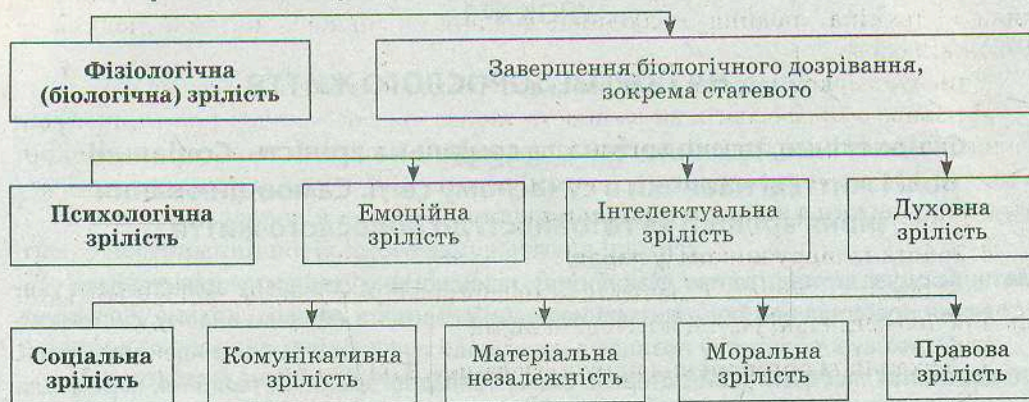 Фізіологічна
(біологічна) зрілість
Завершення біологічного дозрівання,
зокрема статевого
Психологічна
зрілість
Емоційна
зрілість
Інтелектуальна
зрілість
Духовна
зрілість
Соціальна
зрілість
Комунікативна
зрілість
Матеріальна
незалежність
Моральна
зрілість
Правова
зрілість